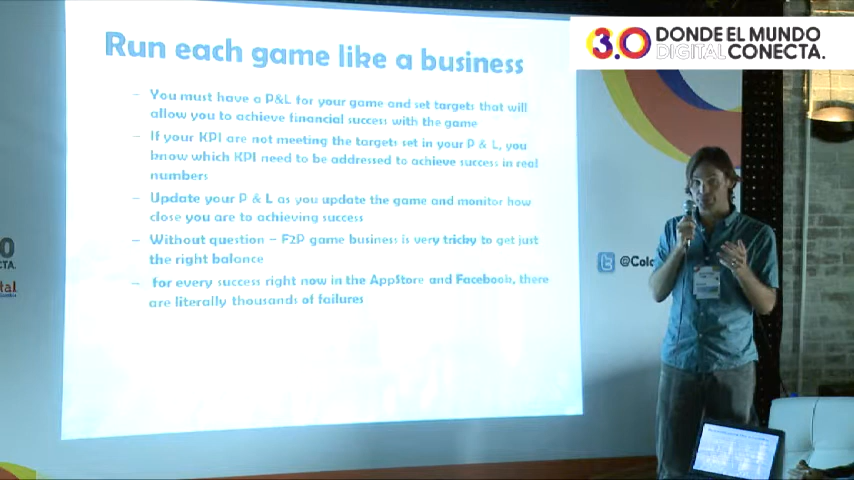 Run each game like a business
– You must have a P&L for your game and set targets that will
allow you to achieve financial success with the game
– If your KPI are not meeting the targets set in your P & L, you
know which KPI need to be addressed to achieve success in real
numbers
– Update your P & L as you update the game and monitor how
close you are to achieving success
– Without question – F2P game business is very tricky to get just
the right balance
– for every success right now in the AppStore and Facebook, there
are literally thousands of failures
3.0 DONDE EL MUNDO
DIGITAL CONECTA.
@Colo